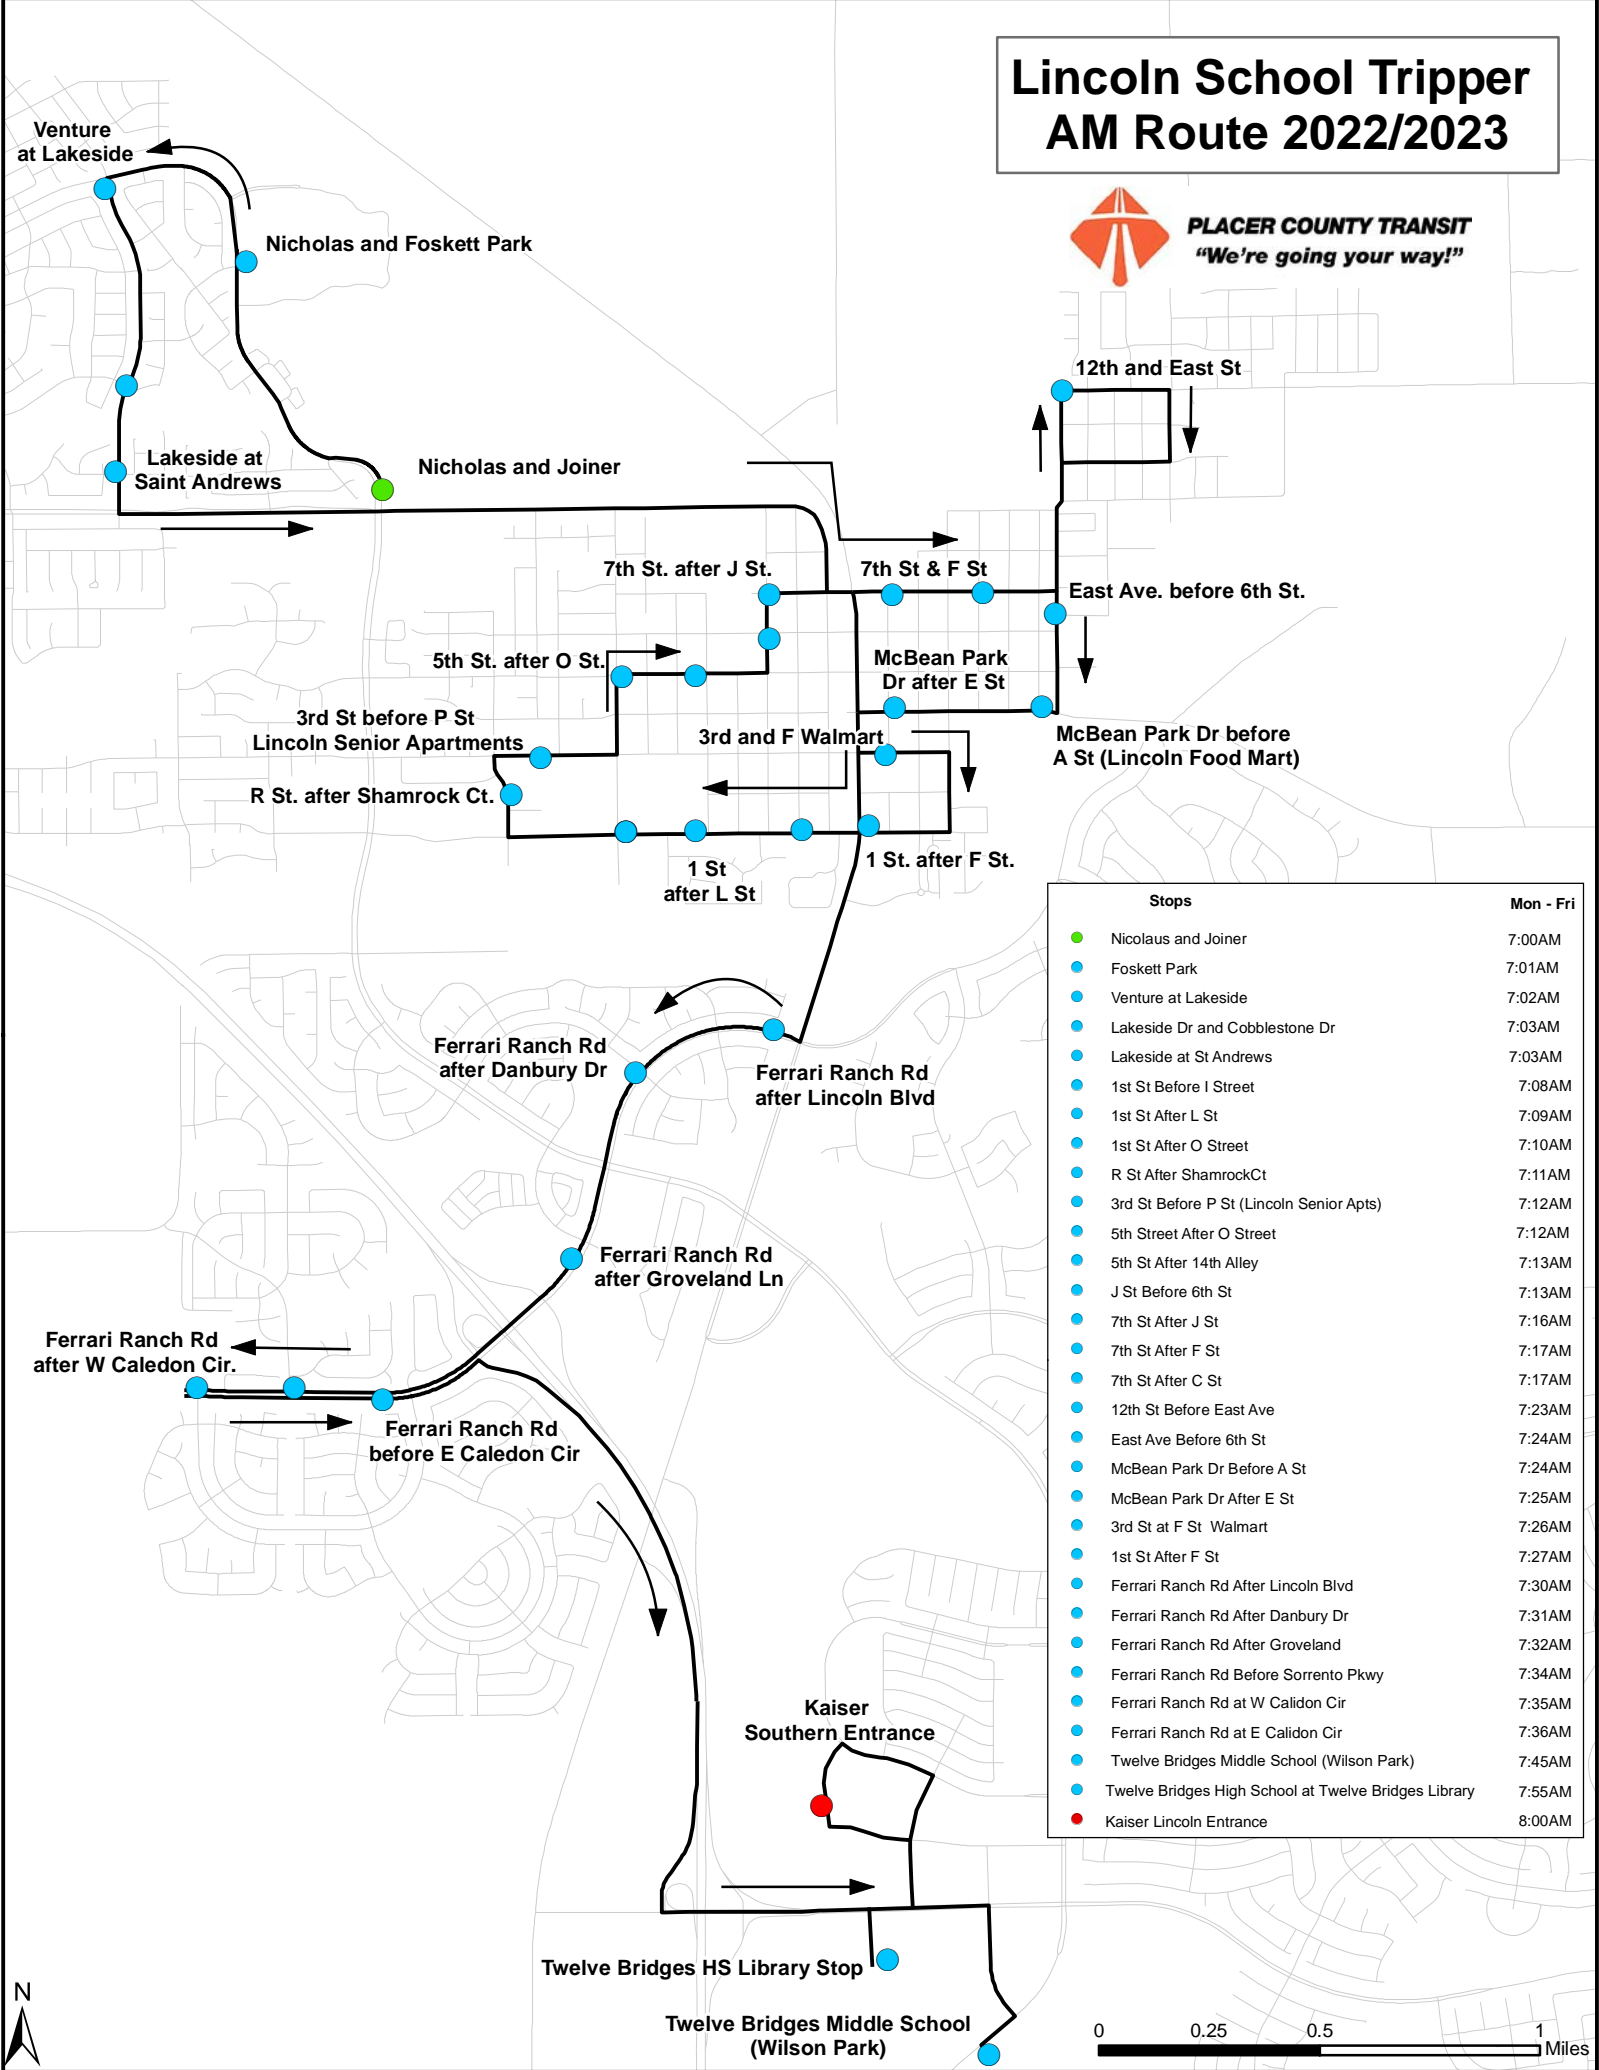 Lincoln School Tripper
AM Route 2022/2023
PLACER COUNTY TRANSIT
“We’re going your way!”
Venture
at Lakeside
Nicholas and Foskett Park
12th and East St
Lakeside at
Saint Andrews
Nicholas and Joiner
7th St. after J St.
7th St & F St
East Ave. before 6th St.
5th St. after O St.
McBean Park
Dr after E St
3rd St before P St
Lincoln Senior Apartments
3rd and F Walmart
McBean Park Dr before
A St (Lincoln Food Mart)
R St. after Shamrock Ct.
1 St
after L St
1 St. after F St.
Ferrari Ranch Rd
after Danbury Dr
Ferrari Ranch Rd
after Lincoln Blvd
Ferrari Ranch Rd
after Groveland Ln
Ferrari Ranch Rd
after W Caledon Cir.
Ferrari Ranch Rd
before E Caledon Cir
Kaiser
Southern Entrance
Twelve Bridges HS Library Stop
Twelve Bridges Middle School
(Wilson Park)
Stops Mon - Fri
Nicolaus and Joiner 7:00AM
Foskett Park 7:01AM
Venture at Lakeside 7:02AM
Lakeside Dr and Cobblestone Dr 7:03AM
Lakeside at St Andrews 7:03AM
1st St Before I Street 7:08AM
1st St After L St 7:09AM
1st St After O Street 7:10AM
R St After ShamrockCt 7:11AM
3rd St Before P St (Lincoln Senior Apts) 7:12AM
5th Street After O Street 7:12AM
5th St After 14th Alley 7:13AM
J St Before 6th St 7:13AM
7th St After J St 7:16AM
7th St After F St 7:17AM
7th St After C St 7:17AM
12th St Before East Ave 7:23AM
East Ave Before 6th St 7:24AM
McBean Park Dr Before A St 7:24AM
McBean Park Dr After E St 7:25AM
3rd St at F St Walmart 7:26AM
1st St After F St 7:27AM
Ferrari Ranch Rd After Lincoln Blvd 7:30AM
Ferrari Ranch Rd After Danbury Dr 7:31AM
Ferrari Ranch Rd After Groveland 7:32AM
Ferrari Ranch Rd Before Sorrento Pkwy 7:34AM
Ferrari Ranch Rd at W Calidon Cir 7:35AM
Ferrari Ranch Rd at E Calidon Cir 7:36AM
Twelve Bridges Middle School (Wilson Park) 7:45AM
Twelve Bridges High School at Twelve Bridges Library 7:55AM
Kaiser Lincoln Entrance 8:00AM
N
0 0.25 0.5 1
Miles